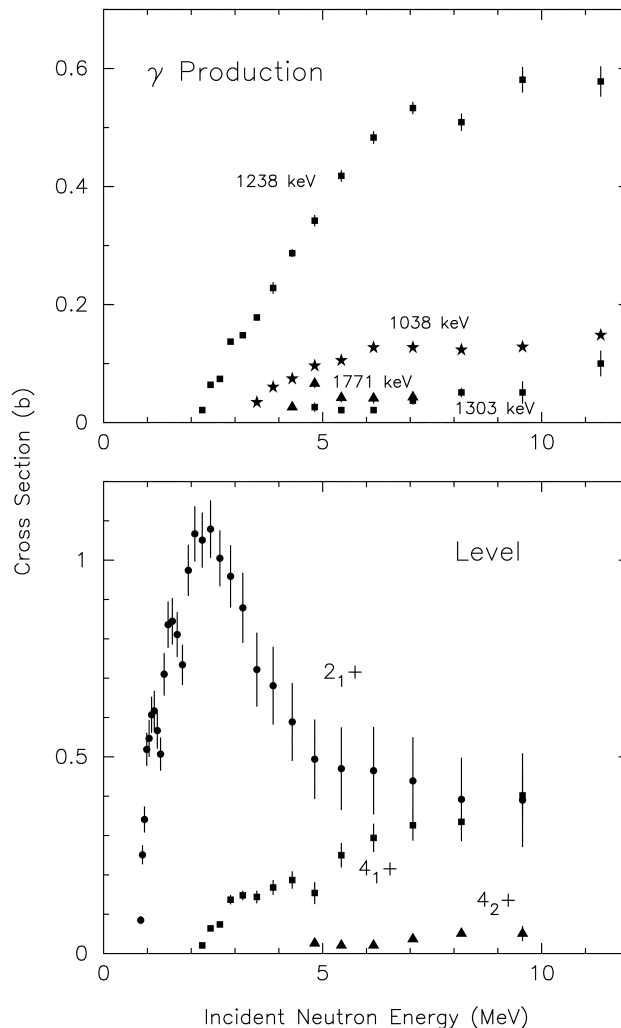 γ Production
0.6
0.4
0.2
0
1238 keV
1038 keV
1771 keV
1303 keV
0
5
10
Cross Section (b)
Level
1
0.5
0
2₁+
4₁+
4₂+
0
5
10
Incident Neutron Energy (MeV)